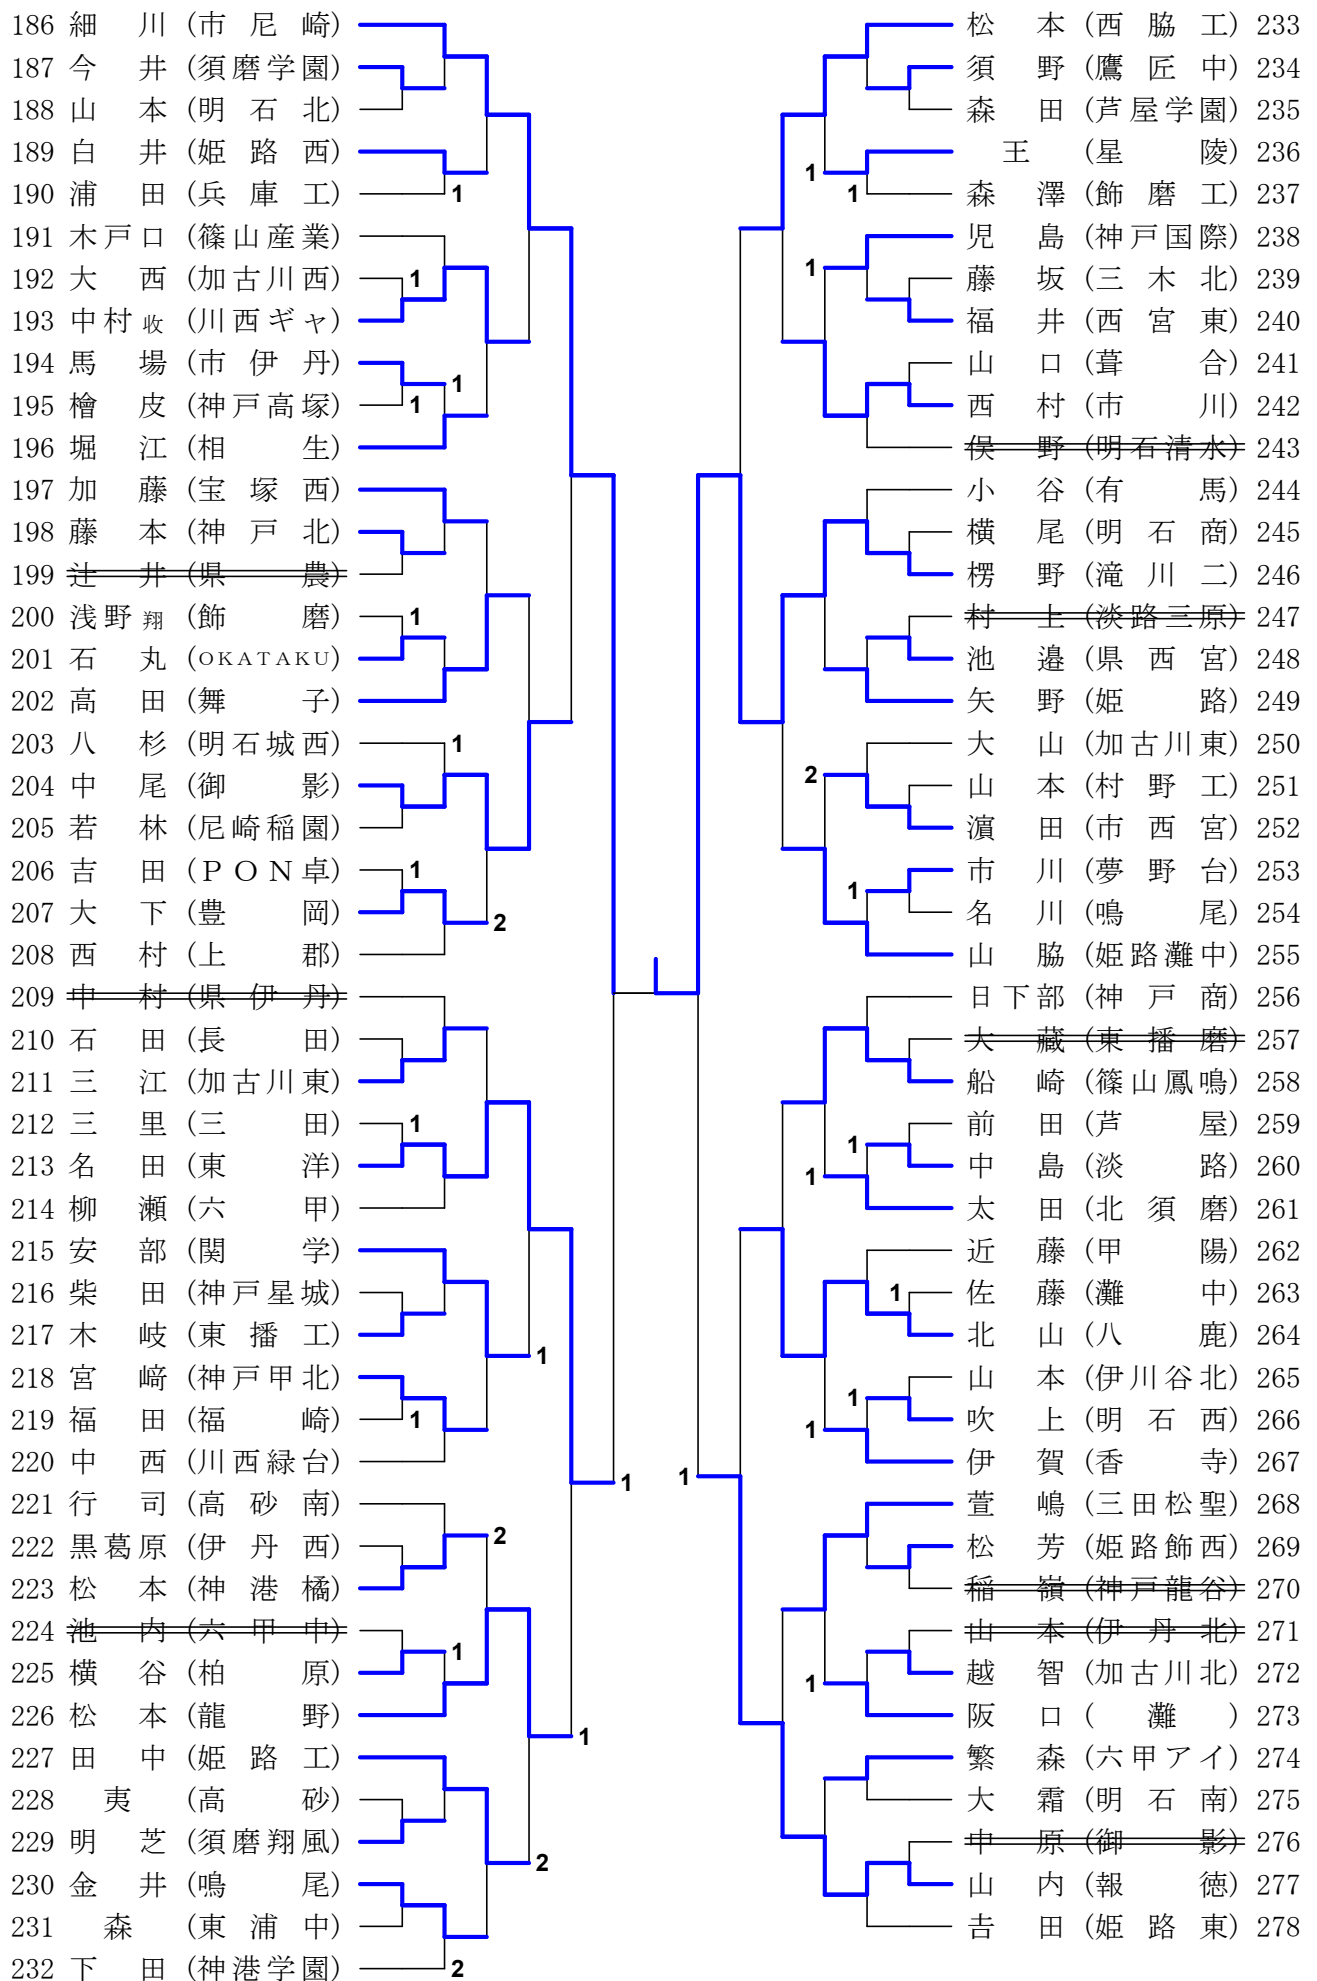 186 細川 (市尼崎)
187 今井 (須磨学園)
188 山本 (明石北)
189 白井 (姫路西)
190 浦田 (兵庫工)
1
191 木戸口 (篠山産業)
192 大西 (加古川西)
1
193 中村收 (川西ギャ)
194 馬場 (市伊丹)
1
195 檜皮 (神戸高塚)
1
196 堀江 (相生)
197 加藤 (宝塚西)
198 藤本 (神戸北)
199 辻井 (県農)
200 浅野翔 (飾磨)
1
201 石丸 (OKATAKU)
202 高田 (舞子)
203 八杉 (明石城西)
1
204 中尾 (御影)
205 若林 (尼崎稲園)
206 吉田 (PON卓)
1
207 大下 (豊岡)
2
208 西村 (上郡)
209 中村 (県伊丹)
210 石田 (長田)
211 三江 (加古川東)
212 三里 (三田)
1
213 名田 (東洋)
214 柳瀬 (六甲)
215 安部 (関学)
216 柴田 (神戸星城)
217 木岐 (東播工)
1
218 宮﨑 (神戸甲北)
219 福田 (福崎)
1
220 中西 (川西緑台)
1
221 行司 (高砂南)
222 黒葛原 (伊丹西)
2
223 松本 (神港橘)
224 池内 (六甲中)
1
225 横谷 (柏原)
226 松本 (龍野)
1
227 田中 (姫路工)
228 夷 (高砂)
229 明芝 (須磨翔風)
2
230 金井 (鳴尾)
231 森 (東浦中)
232 下田 (神港学園)
2
松本 (西脇工) 233
須野 (鷹匠中) 234
森田 (芦屋学園) 235
王 (星陵) 236
1
1
森澤 (飾磨工) 237
児島 (神戸国際) 238
1
藤坂 (三木北) 239
福井 (西宮東) 240
山口 (葺合) 241
西村 (市川) 242
俣野 (明石清水) 243
小谷 (有馬) 244
横尾 (明石商) 245
楞野 (滝川二) 246
村上 (淡路三原) 247
池邉 (県西宮) 248
矢野 (姫路) 249
大山 (加古川東) 250
2
山本 (村野工) 251
濵田 (市西宮) 252
市川 (夢野台) 253
1
名川 (鳴尾) 254
山脇 (姫路灘中) 255
日下部 (神戸商) 256
大藏 (東播磨) 257
船崎 (篠山鳳鳴) 258
前田 (芦屋) 259
1
中島 (淡路) 260
1
太田 (北須磨) 261
近藤 (甲陽) 262
1
佐藤 (灘中) 263
北山 (八鹿) 264
山本 (伊川谷北) 265
1
吹上 (明石西) 266
1
伊賀 (香寺) 267
1
萱嶋 (三田松聖) 268
松芳 (姫路飾西) 269
稲嶺 (神戸龍谷) 270
山本 (伊丹北) 271
越智 (加古川北) 272
1
阪口 (灘) 273
繁森 (六甲アイ) 274
大霜 (明石南) 275
中原 (御影) 276
山内 (報徳) 277
𠮷田 (姫路東) 278